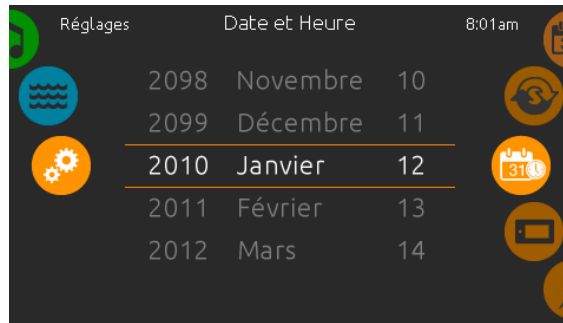 Réglages Date et Heure 8:01am
2098 Novembre 10
2099 Décembre 11
2010 Janvier 12
2011 Février 13
2012 Mars 14
31